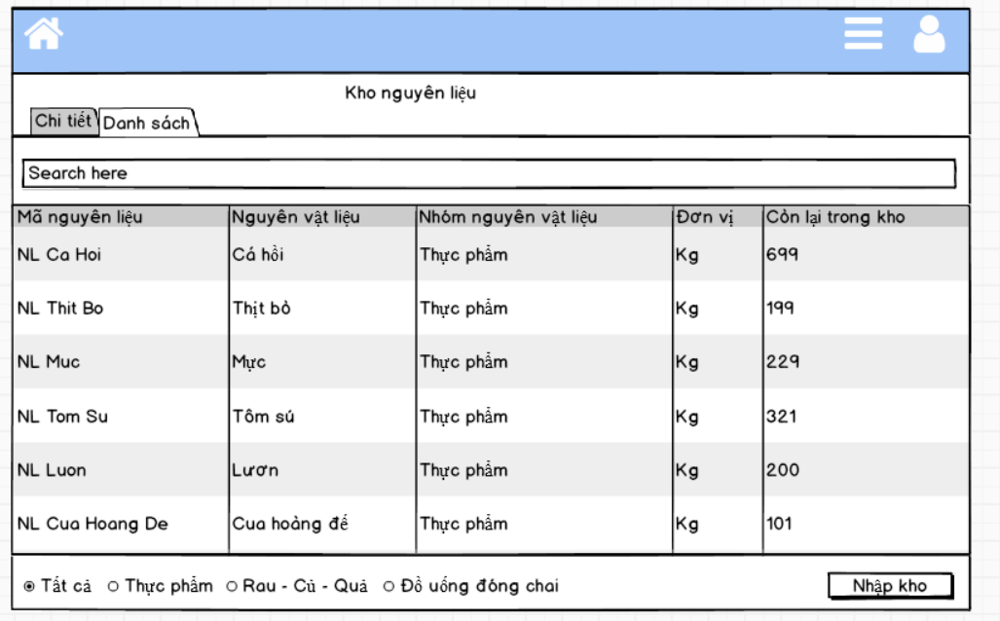 Kho nguyên liệu
Chi tiết Danh sách
Search here
Mã nguyên liệu Nguyên vật liệu Nhóm nguyên vật liệu Đơn vị Còn lại trong kho
NL Ca Hoi Cá hồi Thực phẩm Kg 699
NL Thit Bo Thịt bò Thực phẩm Kg 199
NL Muc Mực Thực phẩm Kg 229
NL Tom Su Tôm sú Thực phẩm Kg 321
NL Luon Lươn Thực phẩm Kg 200
NL Cua Hoang De Cua hoàng đế Thực phẩm Kg 101
Tất cả Thực phẩm Rau - Củ - Quả Đồ uống đóng chai Nhập kho